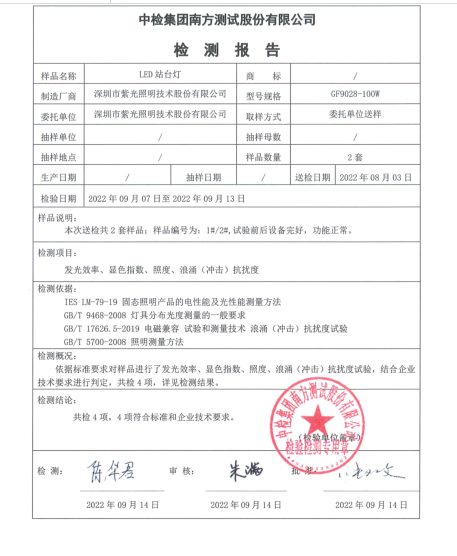 中检集团南方测试股份有限公司
检 测 报 告
样品名称 LED 站台灯 商 标 /
制造厂商 深圳市紫光照明技术股份有限公司 型号规格 GF9028-100W
委托单位 深圳市紫光照明技术股份有限公司 取样方式 委托单位送样
抽样单位 / 抽样母数 /
抽样地点 / 样品数量 2 套
生产日期 / 抽样日期 / 送检日期 2022 年 08 月 03 日
检验日期 2022 年 09 月 07 日至 2022 年 09 月 13 日
样品说明:
本次送检共 2 套样品；样品编号为：1#/2#,试验前后设备完好，功能正常。
检测项目:
发光效率、显色指数、照度、浪涌（冲击）抗扰度
检测依据:
IES LM-79-19 固态照明产品的电性能及光性能测量方法
GB/T 9468-2008 灯具分布光度测量的一般要求
GB/T 17626.5-2019 电磁兼容 试验和测量技术 浪涌（冲击）抗扰度试验
GB/T 5700-2008 照明测量方法
检测概况:
依据标准要求对样品进行了发光效率、显色指数、照度、浪涌（冲击）抗扰度试验，结合企业
技术要求进行判定，共检 4 项，详见检测结果。
检测结论:
共检 4 项，4 项符合标准和企业技术要求。
中检集团南方测试股份有限公司
（检验单位盖章）
检验检测专用章
检 测: 审 核: 朱满 批 准:
2022 年 09 月 14 日 2022 年 09 月 14 日 2022 年 09 月 14 日